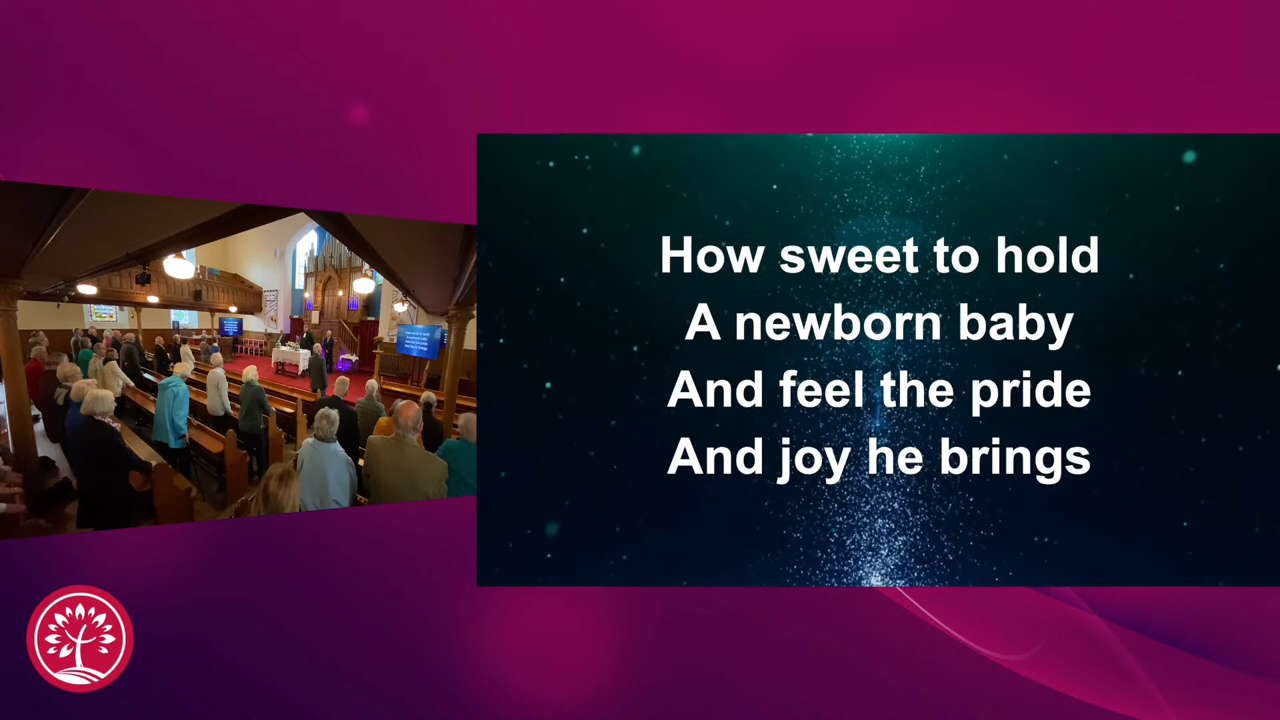 How sweet to hold
A newborn baby
And feel the pride
And joy he brings